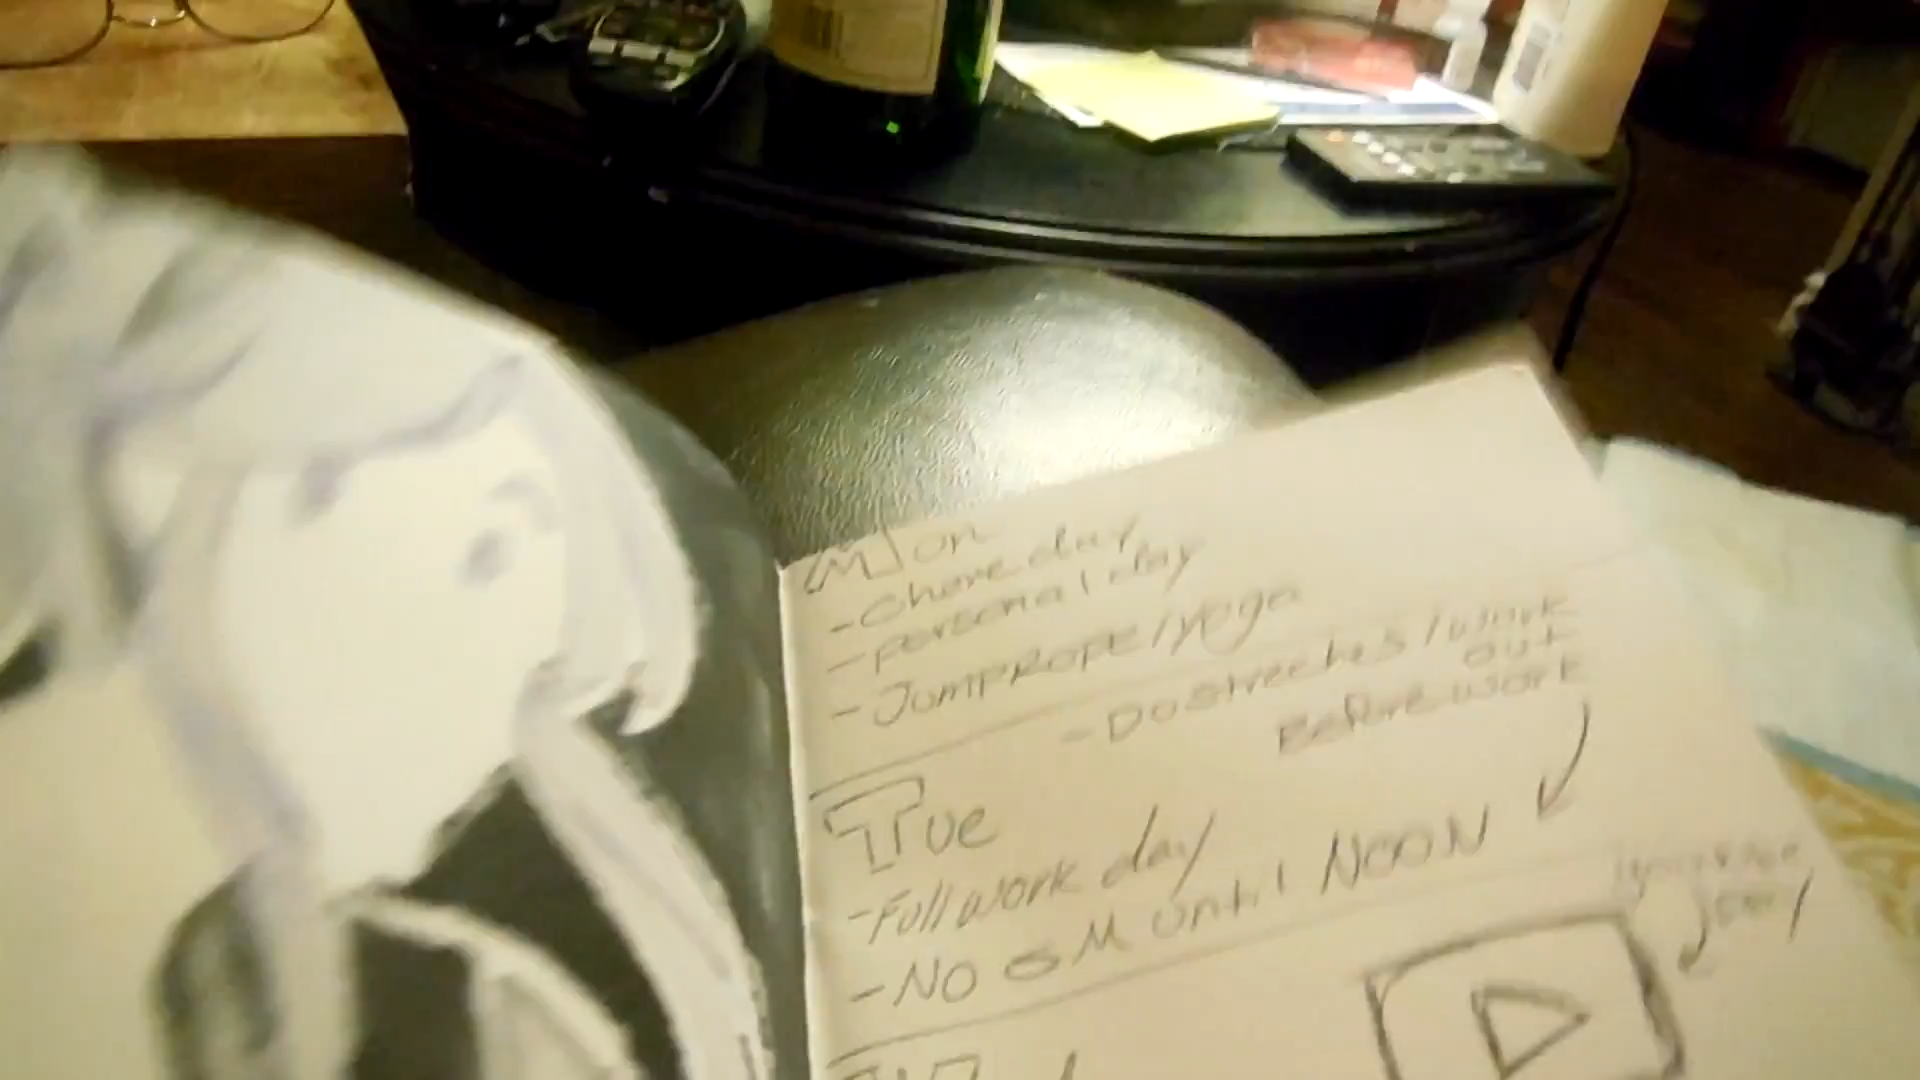 Mon
- Chore day
- personal day
- JUMPROPE/Yoga
- Do streches/work
out
Before work
Tue
- Full work day
- NO SM until NOON